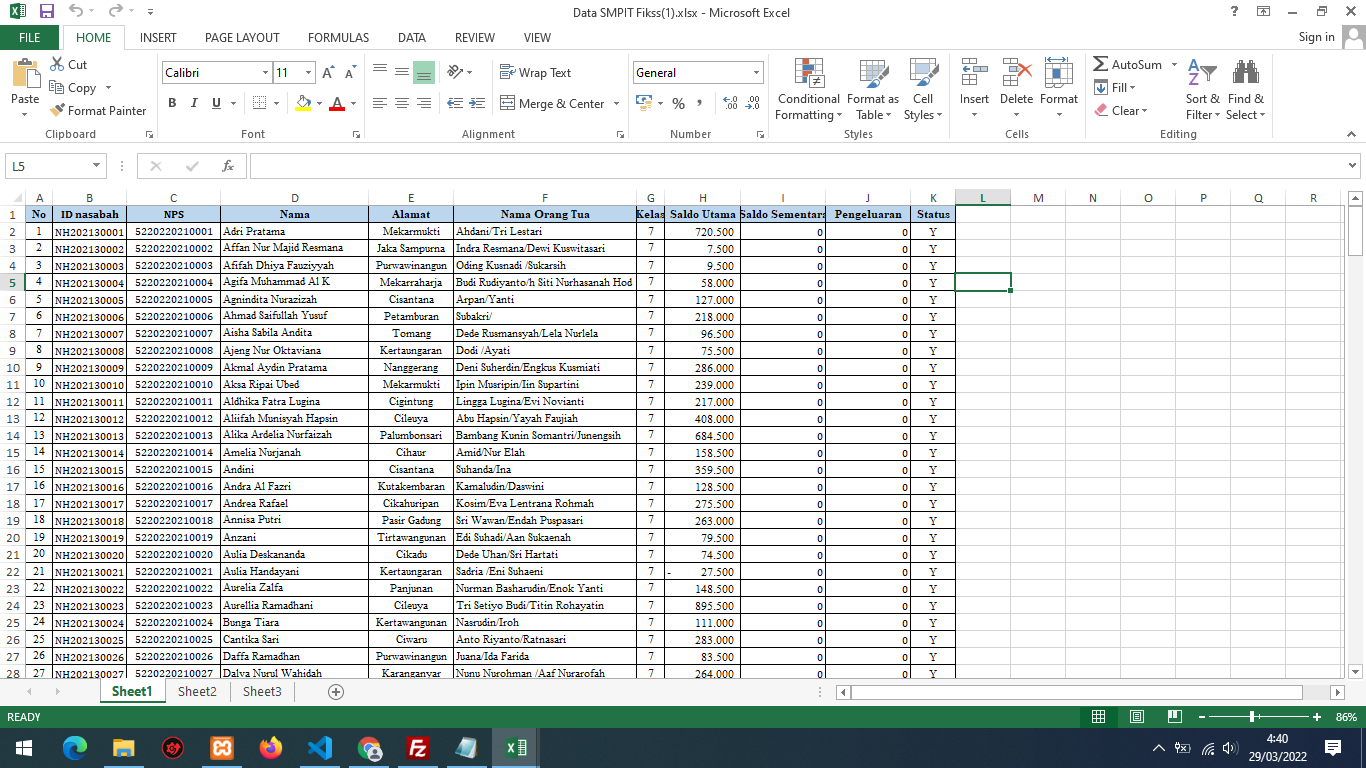 Data SMPIT Fikss(1).xlsx - Microsoft Excel
FILE HOME INSERT PAGE LAYOUT FORMULAS DATA REVIEW VIEW Sign in
Paste Cut Copy Format Painter Clipboard
Calibri 11 B I U Font
Wrap Text Merge & Center Alignment
General % Number
Conditional Formatting Format as Table Cell Styles Styles
Insert Delete Format Cells
AutoSum Fill Clear Sort & Filter Find & Select Editing
L5 fx
A B C D E F G H I J K L M N O P Q R
1 No ID nasabah NPS Nama Alamat Nama Orang Tua Kelas Saldo Utama Saldo Sementara Pengeluaran Status
2 1 NH202130001 5220220210001 Adri Pratama Mekarmukti Ahdani/Tri Lestari 7 720.500 0 0 Y
3 2 NH202130002 5220220210002 Affan Nur Majid Resmana Jaka Sampurna Indra Resmana/Dewi Kuswitasari 7 7.500 0 0 Y
4 3 NH202130003 5220220210003 Afifah Dhiya Fauziyyah Purwawinangun Oding Kusnadi /Sukarsih 7 9.500 0 0 Y
5 4 NH202130004 5220220210004 Agifa Muhammad Al K Mekarraharja Budi Rudiyanto/h Siti Nurhasanah Hod 7 58.000 0 0 Y
6 5 NH202130005 5220220210005 Agnindita Nurazizah Cisantana Arpan/Yanti 7 127.000 0 0 Y
7 6 NH202130006 5220220210006 Ahmad Saifullah Yusuf Petamburan Subakri/ 7 218.000 0 0 Y
8 7 NH202130007 5220220210007 Aisha Sabila Andita Tomang Dede Rusmansyah/Lela Nurlela 7 96.500 0 0 Y
9 8 NH202130008 5220220210008 Ajeng Nur Oktaviana Kertaungaran Dodi /Ayati 7 75.500 0 0 Y
10 9 NH202130009 5220220210009 Akmal Aydin Pratama Nanggerang Deni Suherdin/Engkus Kusmiati 7 286.000 0 0 Y
11 10 NH202130010 5220220210010 Aksa Ripai Ubed Mekarmukti Ipin Musripin/Iin Supartini 7 239.000 0 0 Y
12 11 NH202130011 5220220210011 Aldhika Fatra Lugina Cigintung Lingga Lugina/Evi Novianti 7 217.000 0 0 Y
13 12 NH202130012 5220220210012 Aliifah Munisyah Hapsin Cileuya Abu Hapsin/Yayah Faujiah 7 408.000 0 0 Y
14 13 NH202130013 5220220210013 Alika Ardelia Nurfaizah Palumbonsari Bambang Kunin Somantri/Junengsih 7 684.500 0 0 Y
15 14 NH202130014 5220220210014 Amelia Nurjanah Cihaur Amid/Nur Elah 7 158.500 0 0 Y
16 15 NH202130015 5220220210015 Andini Cisantana Suhanda/Ina 7 359.500 0 0 Y
17 16 NH202130016 5220220210016 Andra Al Fazri Kutakembaran Kamaludin/Daswini 7 128.500 0 0 Y
18 17 NH202130017 5220220210017 Andrea Rafael Cikahuripan Kosim/Eva Lentrana Rohmah 7 275.500 0 0 Y
19 18 NH202130018 5220220210018 Annisa Putri Pasir Gadung Sri Wawan/Endah Puspasari 7 263.000 0 0 Y
20 19 NH202130019 5220220210019 Anzani Tirtawangunan Edi Suhadi/Aan Sukaenah 7 79.500 0 0 Y
21 20 NH202130020 5220220210020 Aulia Deskananda Cikadu Dede Uhan/Sri Hartati 7 74.500 0 0 Y
22 21 NH202130021 5220220210021 Aulia Handayani Kertaungaran Sadria /Eni Suhaeni 7 - 27.500 0 0 Y
23 22 NH202130022 5220220210022 Aurelia Zalfa Panjunan Nurman Basharudin/Enok Yanti 7 148.500 0 0 Y
24 23 NH202130023 5220220210023 Aurellia Ramadhani Cileuya Tri Setiyo Budi/Titin Rohayatin 7 895.500 0 0 Y
25 24 NH202130024 5220220210024 Bunga Tiara Kertawangunan Nasrudin/Iroh 7 111.000 0 0 Y
26 25 NH202130025 5220220210025 Cantika Sari Ciwaru Anto Riyanto/Ratnasari 7 283.000 0 0 Y
27 26 NH202130026 5220220210026 Daffa Ramadhan Purwawinangun Juana/Ida Farida 7 83.500 0 0 Y
28 27 NH202130027 5220220210027 Dalva Nurul Wahidah Karanganyar Nunu Nurohman /Aaf Nurarofah 7 264.000 0 0 Y
Sheet1 Sheet2 Sheet3
READY 86%
4:40
29/03/2022